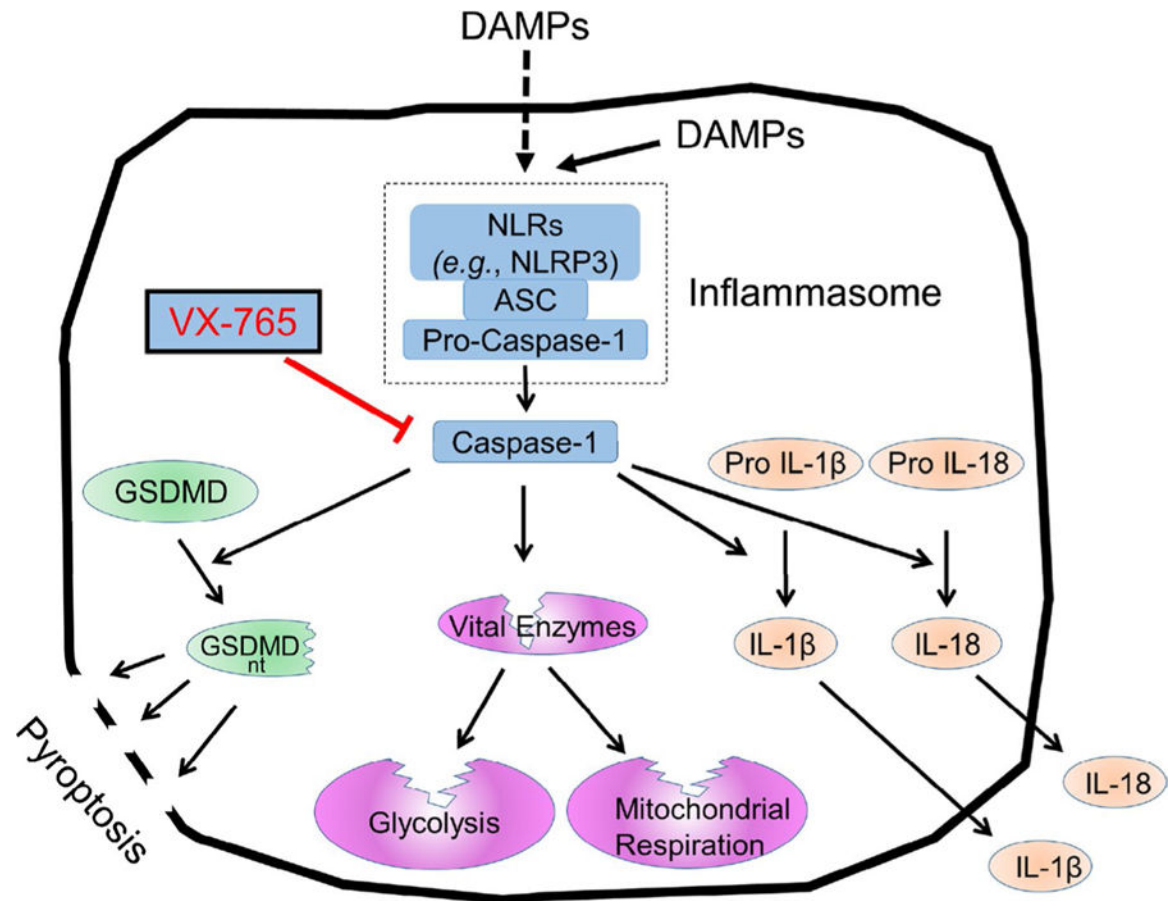 DAMPs
DAMPs
NLRs
(e.g., NLRP3)
ASC
Pro-Caspase-1
Inflammasome
VX-765
Caspase-1
Pro IL-1β
Pro IL-18
GSDMD
GSDMD
nt
Vital Enzymes
IL-1β
IL-18
Pyroptosis
Glycolysis
Mitochondrial
Respiration
IL-18
IL-1β